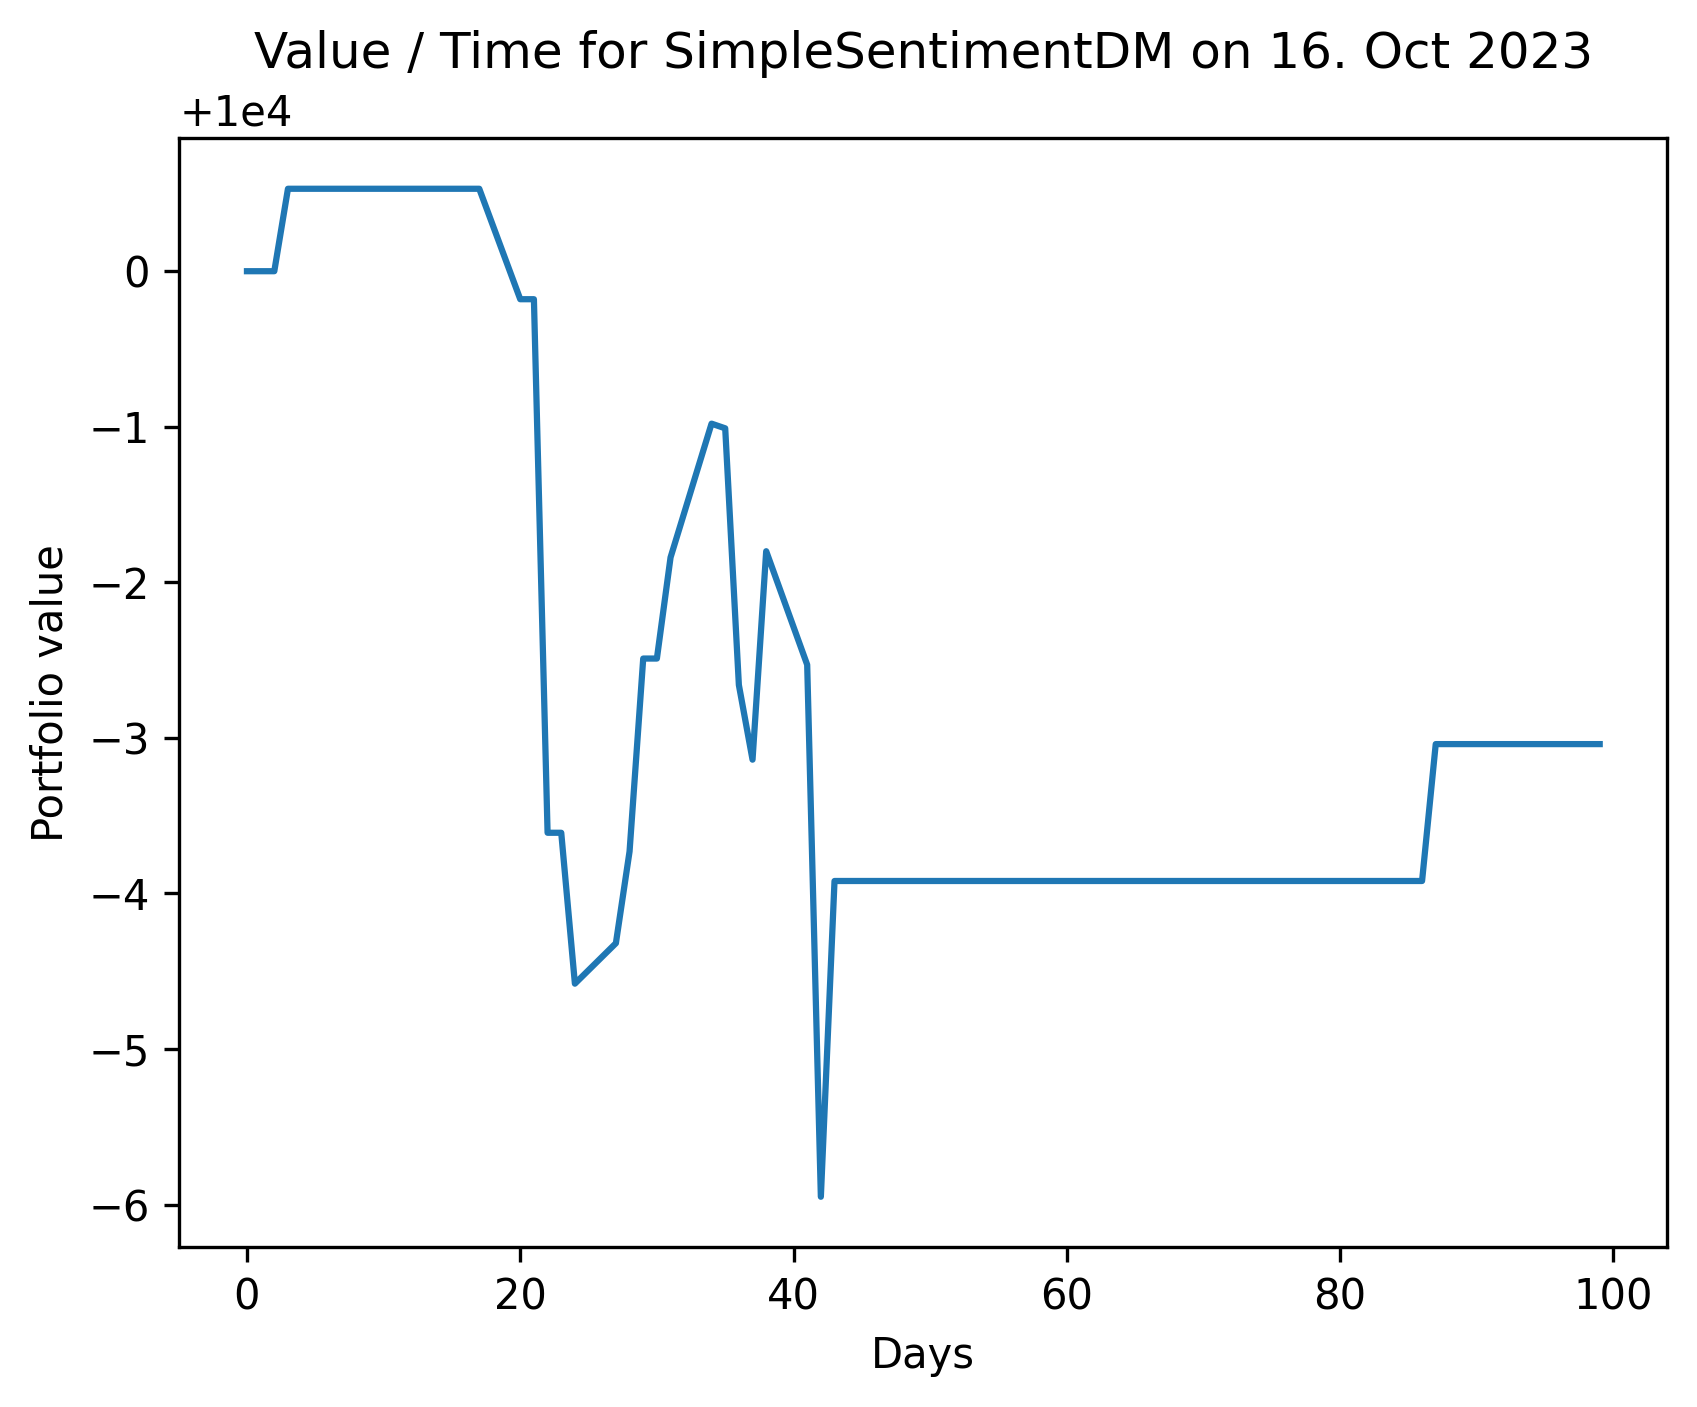 Value / Time for SimpleSentimentDM on 16. Oct 2023
+1e4
0
−1
−2
−3
−4
−5
−6
Portfolio value
0 20 40 60 80 100
Days